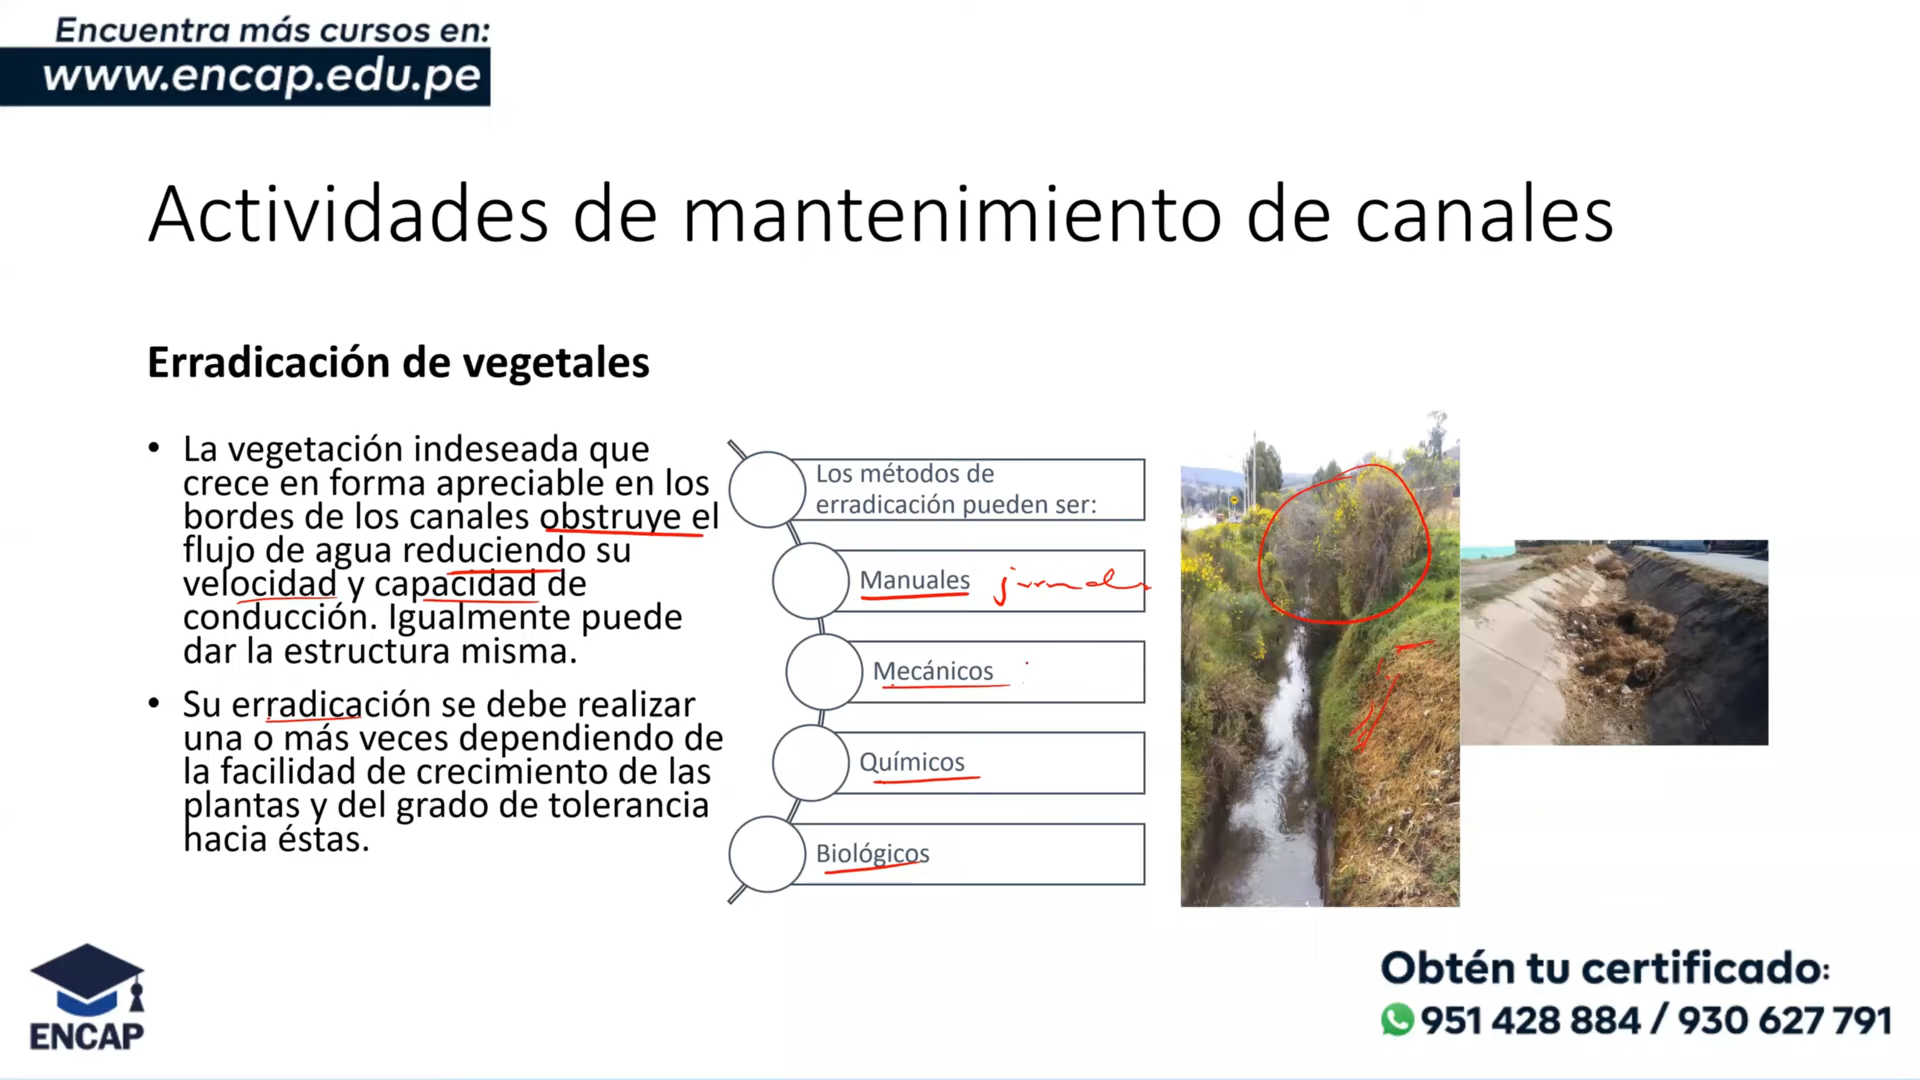 Encuentra más cursos en:
www.encap.edu.pe
Actividades de mantenimiento de canales
Erradicación de vegetales
• La vegetación indeseada que
crece en forma apreciable en los
bordes de los canales obstruye el
flujo de agua reduciendo su
velocidad y capacidad de
conducción. Igualmente puede
dar la estructura misma.
• Su erradicación se debe realizar
una o más veces dependiendo de
la facilidad de crecimiento de las
plantas y del grado de tolerancia
hacia éstas.
Los métodos de
erradicación pueden ser:
Manuales
Mecánicos
Químicos
Biológicos
ENCAP
Obtén tu certificado:
951 428 884 / 930 627 791